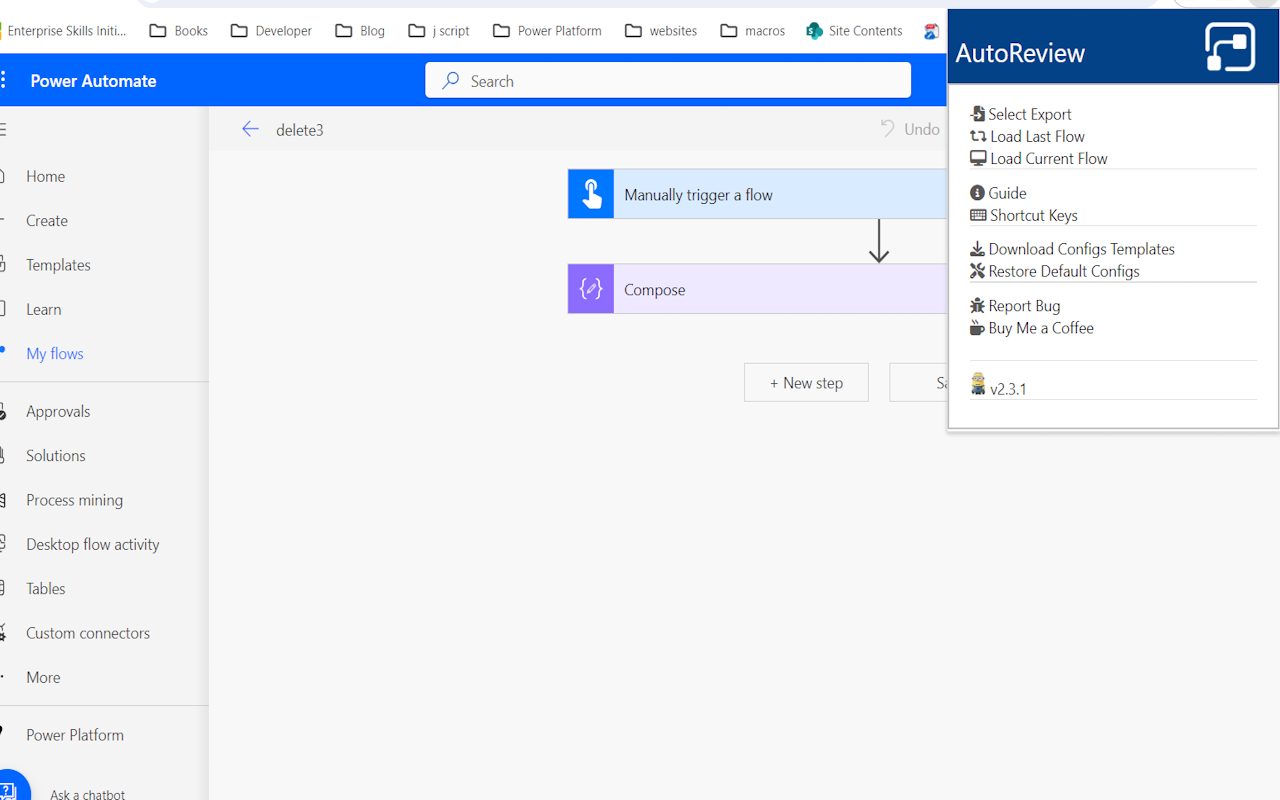 Enterprise Skills Initi... Books Developer Blog j script Power Platform websites macros Site Contents
Power Automate
Search
AutoReview
delete3
Undo
Home
Create
Templates
Learn
My flows
Approvals
Solutions
Process mining
Desktop flow activity
Tables
Custom connectors
More
Power Platform
Ask a chatbot
Manually trigger a flow
Compose
+ New step
Select Export
Load Last Flow
Load Current Flow
Guide
Shortcut Keys
Download Configs Templates
Restore Default Configs
Report Bug
Buy Me a Coffee
v2.3.1